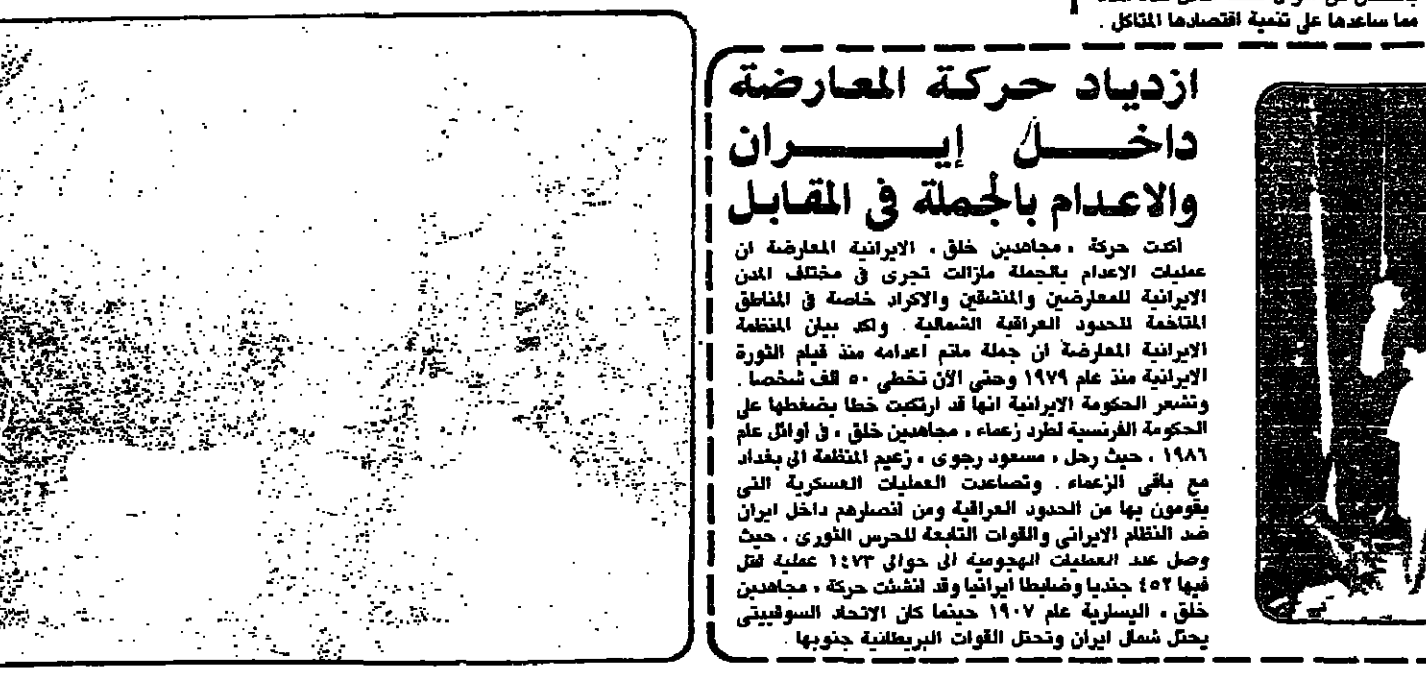 مما ساعدها على تنمية اقتصادها المتاكل .
ازدياد حركة المعارضة
داخل إيران
والاعدام بالجملة في المقابل
أكدت حركة « مجاهدين خلق » الايرانية المعارضة ان
عمليات الاعدام بالجملة مازالت تجرى في مختلف المدن
الايرانية للمعارضين والمنشقين والاكراد خاصة في المناطق
المتاخمة للحدود العراقية الشمالية . واكد بيان المنظمة
الايرانية المعارضة ان جملة ماتم اعدامه منذ قيام الثورة
الايرانية منذ عام ١٩٧٩ وحتى الآن تخطى ٥٠ الف شخصا .
وتشعر الحكومة الايرانية انها قد ارتكبت خطا بضغطها على
الحكومة الفرنسية لطرد زعماء « مجاهدين خلق » في أوائل عام
١٩٨٦ ، حيث رحل « مسعود رجوى » زعيم المنظمة الى بغداد
مع باقى الزعماء . وتصاعدت العمليات العسكرية التى
يقومون بها من الحدود العراقية ومن انصارهم داخل ايران
ضد النظام الايرانى والقوات التابعة للحرس الثورى . حيث
وصل عدد العمليات الهجومية الى حوالى ١٤٧٣ عملية قتل
فيها ٤٥٢ جنديا وضابطا ايرانيا وقد انشئت حركة « مجاهدين
خلق » اليسارية عام ١٩٠٧ حينما كان الاتحاد السوفييتى
يحتل شمال ايران وتحتل القوات البريطانية جنوبها .